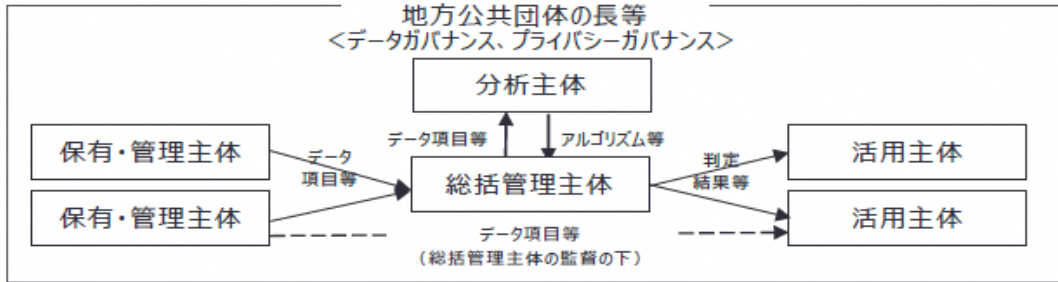 地方公共団体の長等
<データガバナンス、プライバシーガバナンス>
分析主体
データ項目等
アルゴリズム等
保有・管理主体
データ
項目等
総括管理主体
判定
結果等
活用主体
保有・管理主体
活用主体
データ項目等
(総括管理主体の監督の下)